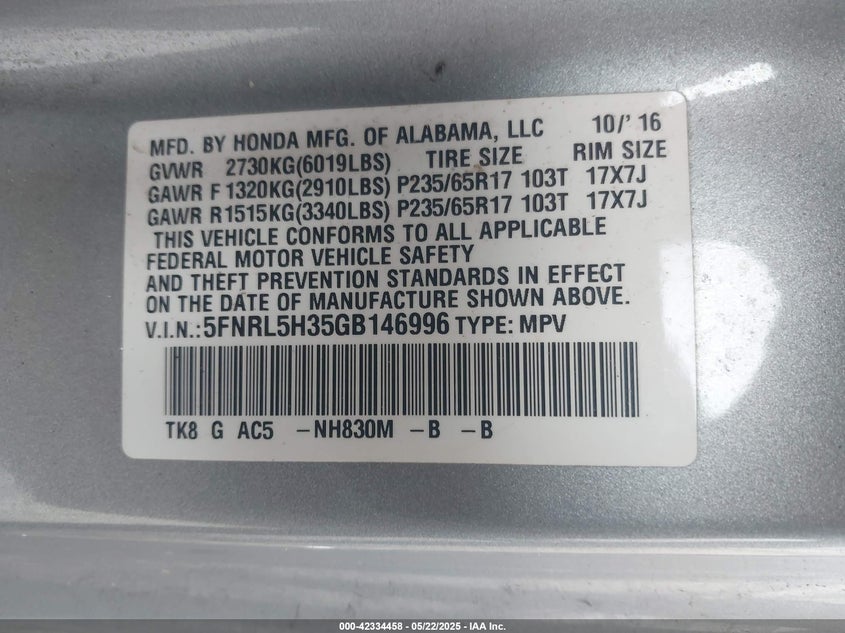 MFD. BY HONDA MFG. OF ALABAMA, LLC 10/' 16
GVWR 2730KG(6019LBS) TIRE SIZE RIM SIZE
GAWR F 1320KG(2910LBS) P235/65R17 103T 17X7J
GAWR R1515KG(3340LBS) P235/65R17 103T 17X7J
THIS VEHICLE CONFORMS TO ALL APPLICABLE
FEDERAL MOTOR VEHICLE SAFETY
AND THEFT PREVENTION STANDARDS IN EFFECT
ON THE DATE OF MANUFACTURE SHOWN ABOVE.
V.I.N.:5FNRL5H35GB146996 TYPE: MPV
TK8 G AC5 -NH830M -B -B
000-42334458 - 05/22/2025 - IAA Inc.